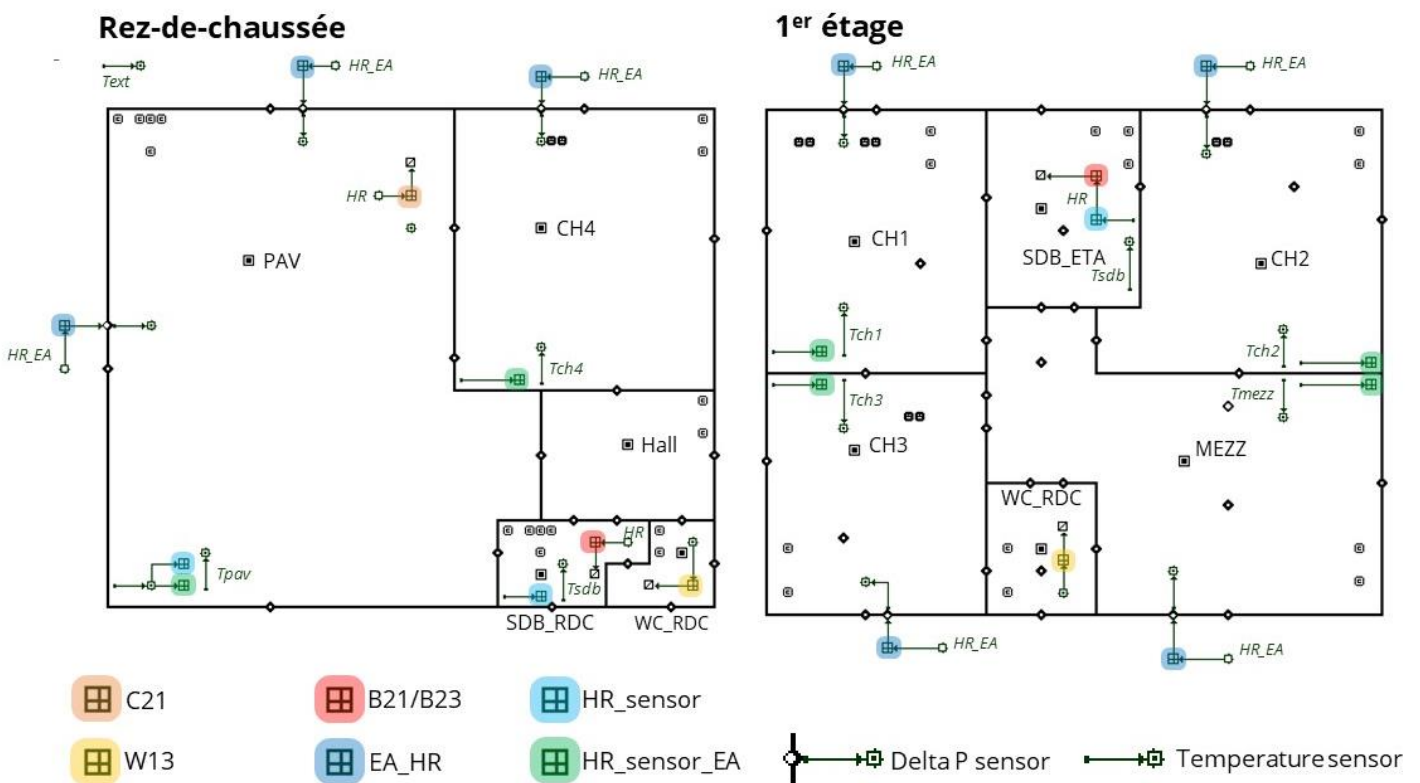 Rez-de-chaussée
1er étage
Text
HR_EA
HR_EA
HR_EA
HR_EA
HR
HR
PAV
CH4
CH1
SDB_ETA
CH2
Tsdb
HR_EA
Tch4
Tch1
Tch2
Tch3
Tmezz
Hall
CH3
MEZZ
WC_RDC
HR
Tpav
Tsdb
SDB_RDC
WC_RDC
HR_EA
HR_EA
C21
B21/B23
HR_sensor
W13
EA_HR
HR_sensor_EA
Delta P sensor
Temperature sensor